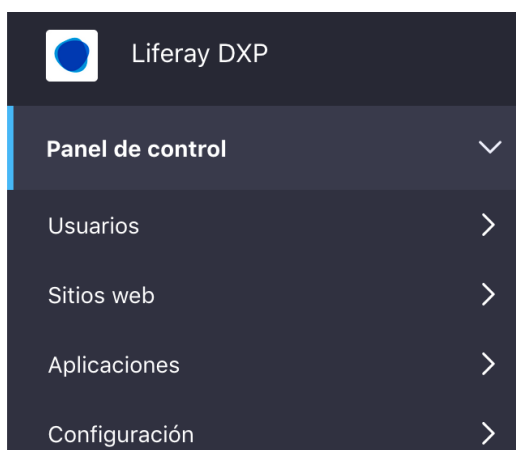 Liferay DXP
Panel de control
Usuarios
Sitios web
Aplicaciones
Configuración